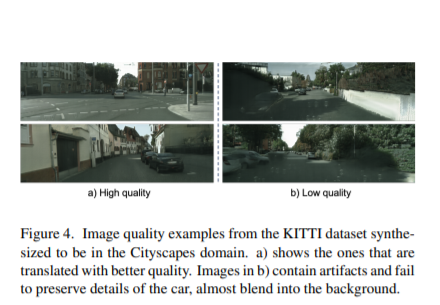 a) High quality
b) Low quality
Figure 4. Image quality examples from the KITTI dataset synthe-
sized to be in the Cityscapes domain. a) shows the ones that are
translated with better quality. Images in b) contain artifacts and fail
to preserve details of the car, almost blend into the background.